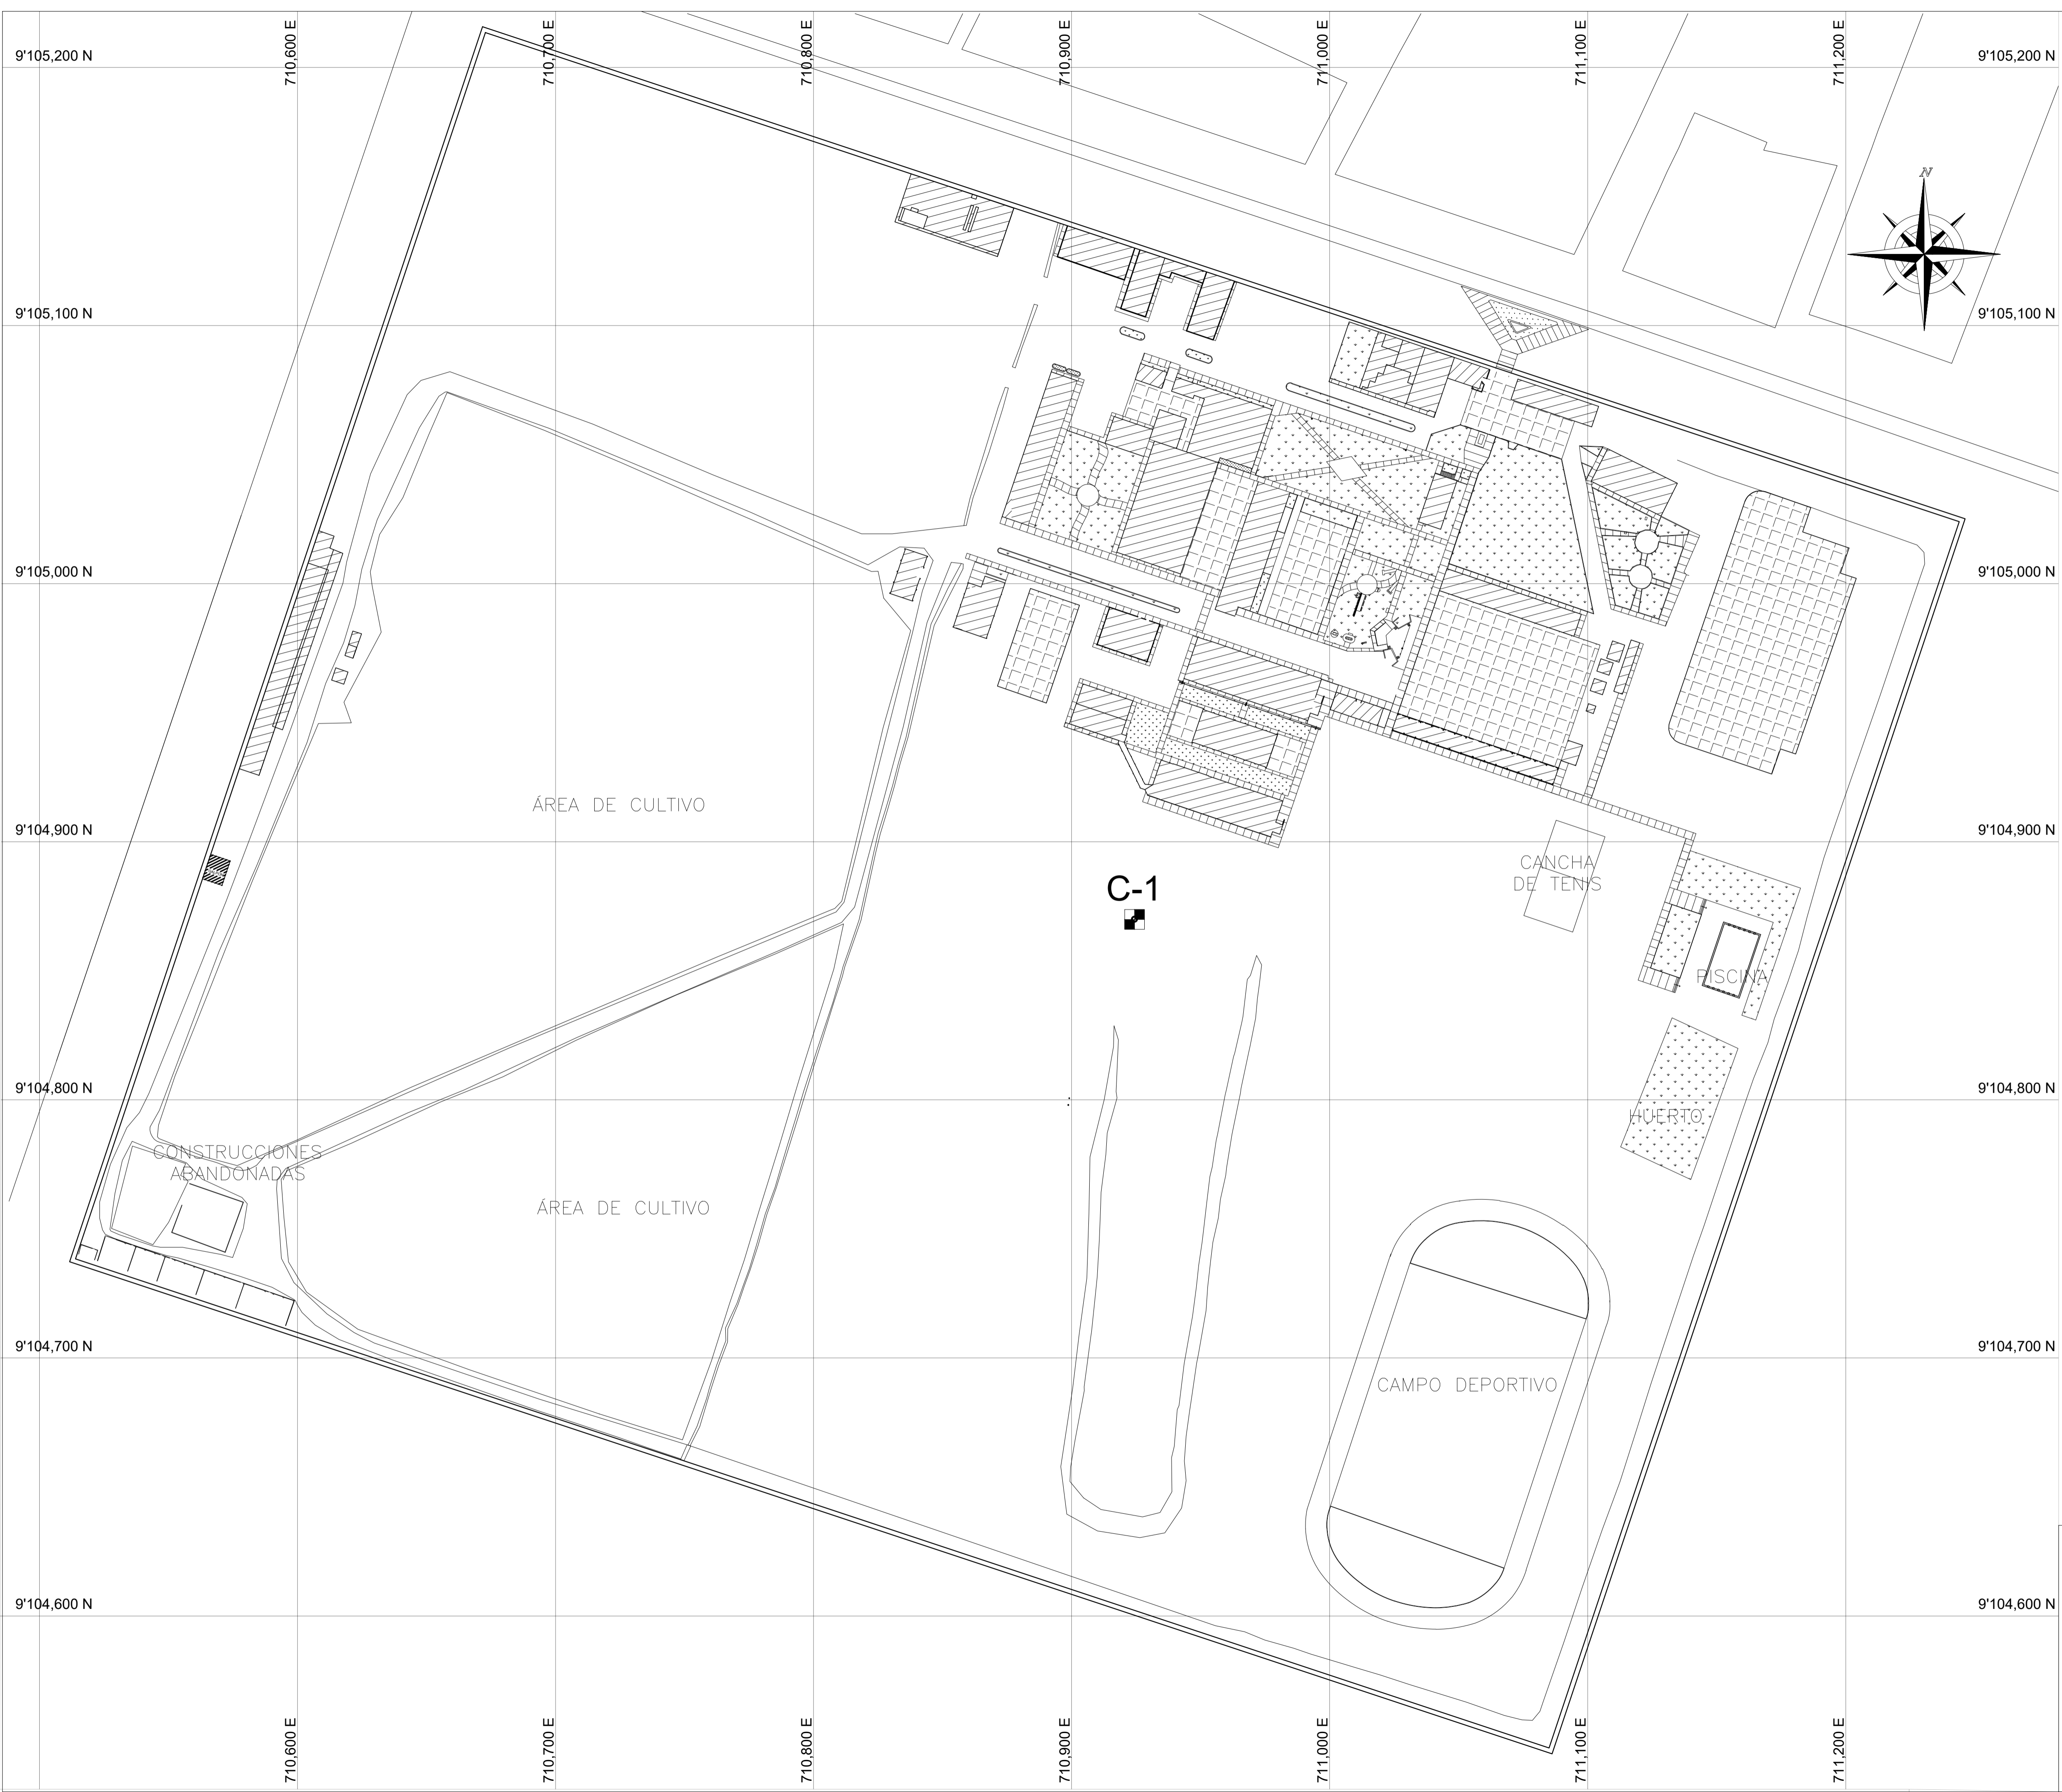 710,600 E
710,700 E
710,800 E
710,900 E
711,000 E
711,100 E
711,200 E
9'105,200 N
9'105,200 N
N
9'105,100 N
9'105,100 N
9'105,000 N
9'105,000 N
ÁREA DE CULTIVO
9'104,900 N
9'104,900 N
CANCHA
DE TENIS
C-1
PISCINA
9'104,800 N
9'104,800 N
HUERTO
CONSTRUCCIONES
ABANDONADAS
ÁREA DE CULTIVO
9'104,700 N
9'104,700 N
CAMPO DEPORTIVO
9'104,600 N
9'104,600 N
710,600 E
710,700 E
710,800 E
710,900 E
711,000 E
711,100 E
711,200 E